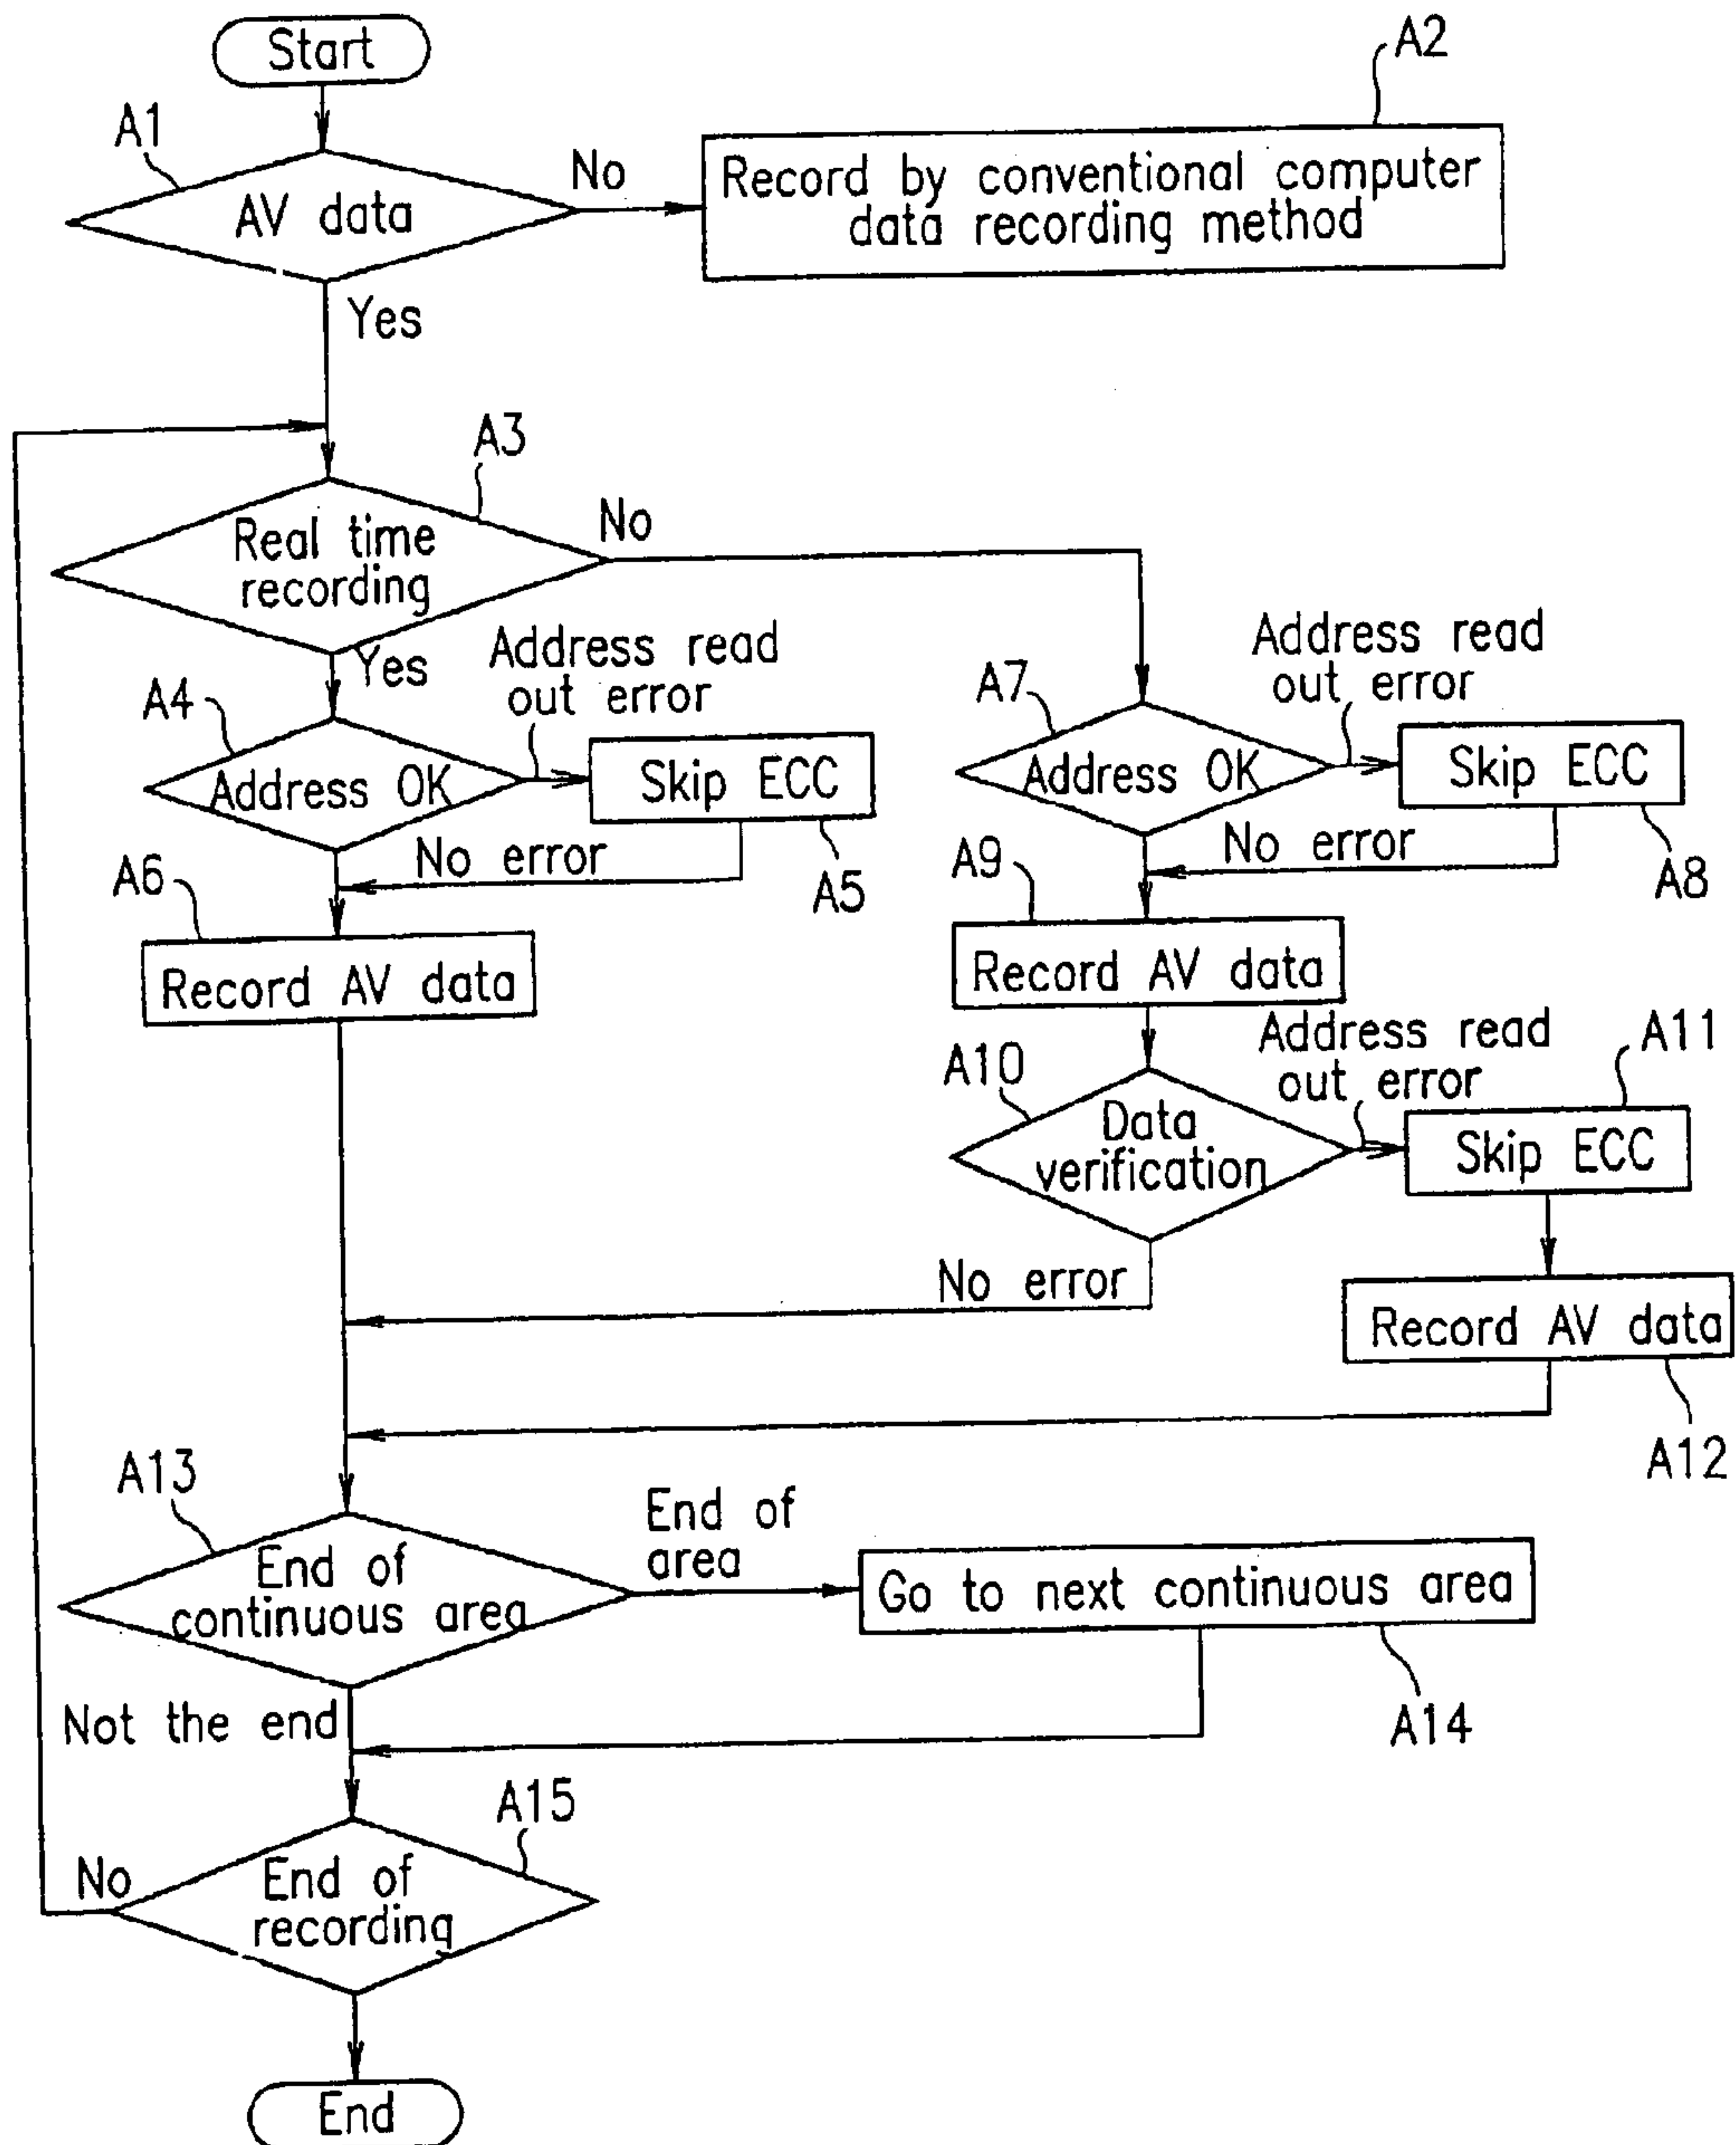 Start
A1
AV data
No
A2
Record by conventional computer
data recording method
Yes
A3
Real time
recording
No
Yes
A4
Address OK
Address read
out error
Skip ECC
A5
No error
A6
Record AV data
A7
Address OK
Address read
out error
Skip ECC
A8
No error
A9
Record AV data
A10
Data
verification
Address read
out error
A11
Skip ECC
No error
Record AV data
A12
A13
End of
continuous area
End of
area
Go to next continuous area
A14
Not the end
A15
End of
recording
No
End